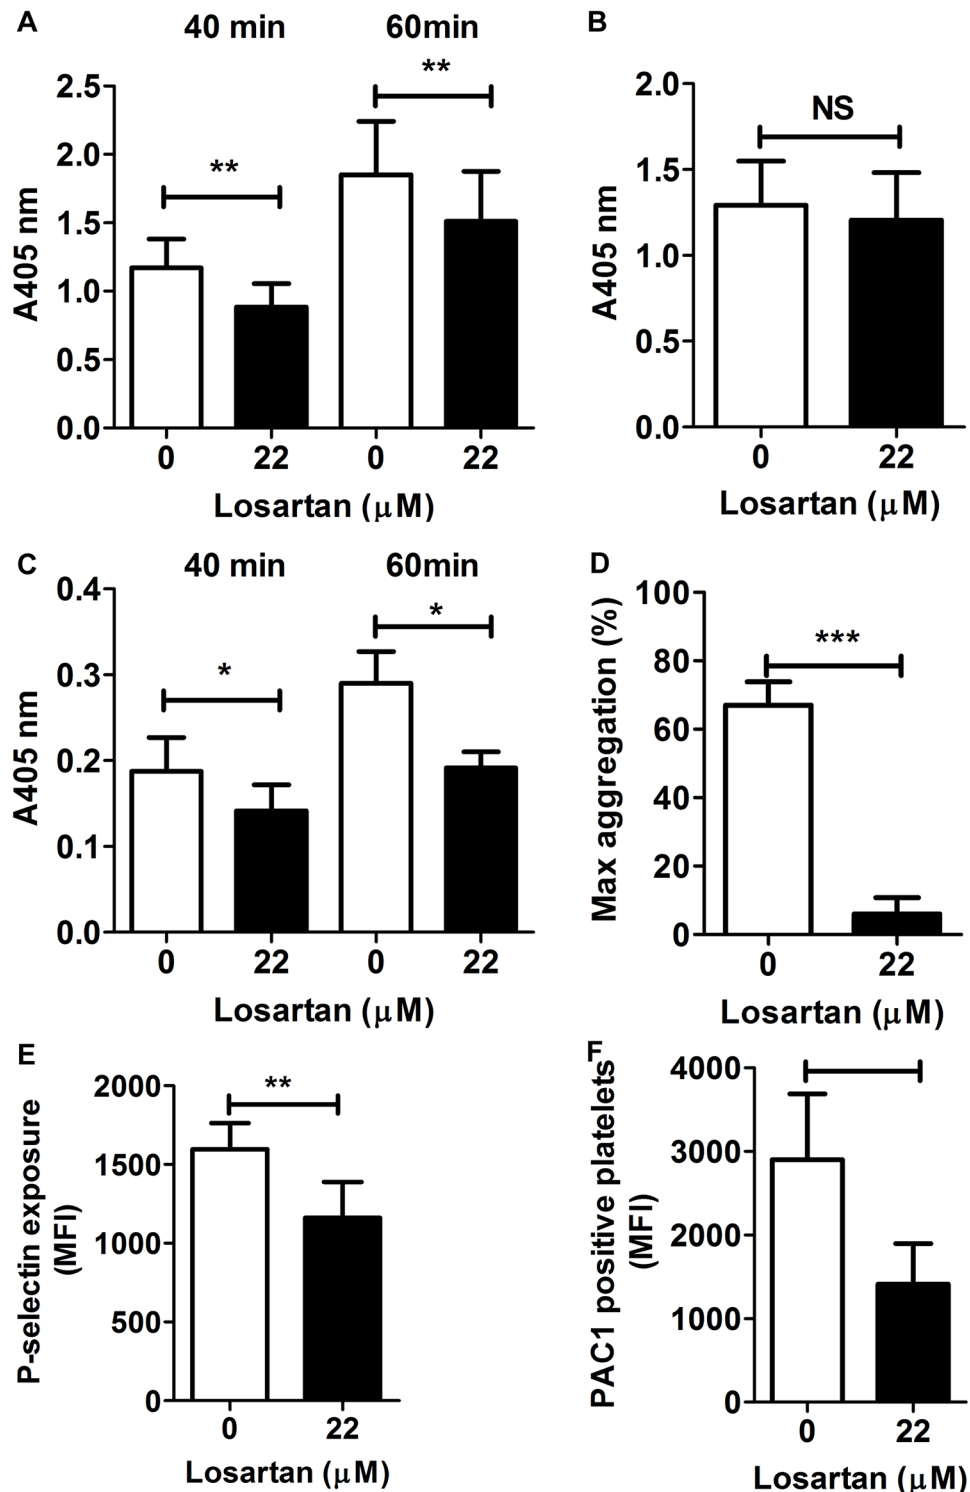 A
40 min
60min
**
**
2.5
2.0
1.5
1.0
0.5
0.0
A405 nm
0
22
0
22
Losartan (μM)
B
NS
2.0
1.5
1.0
0.5
0.0
A405 nm
0
22
Losartan (μM)
C
40 min
60min
*
*
0.4
0.3
0.2
0.1
0.0
A405 nm
0
22
0
22
Losartan (μM)
D
***
100
80
60
40
20
0
Max aggregation (%)
0
22
Losartan (μM)
E
**
2000
1500
1000
500
0
P-selectin exposure
(MFI)
0
22
Losartan (μM)
F
4000
3000
2000
1000
0
PAC1 positive platelets
(MFI)
0
22
Losartan (μM)